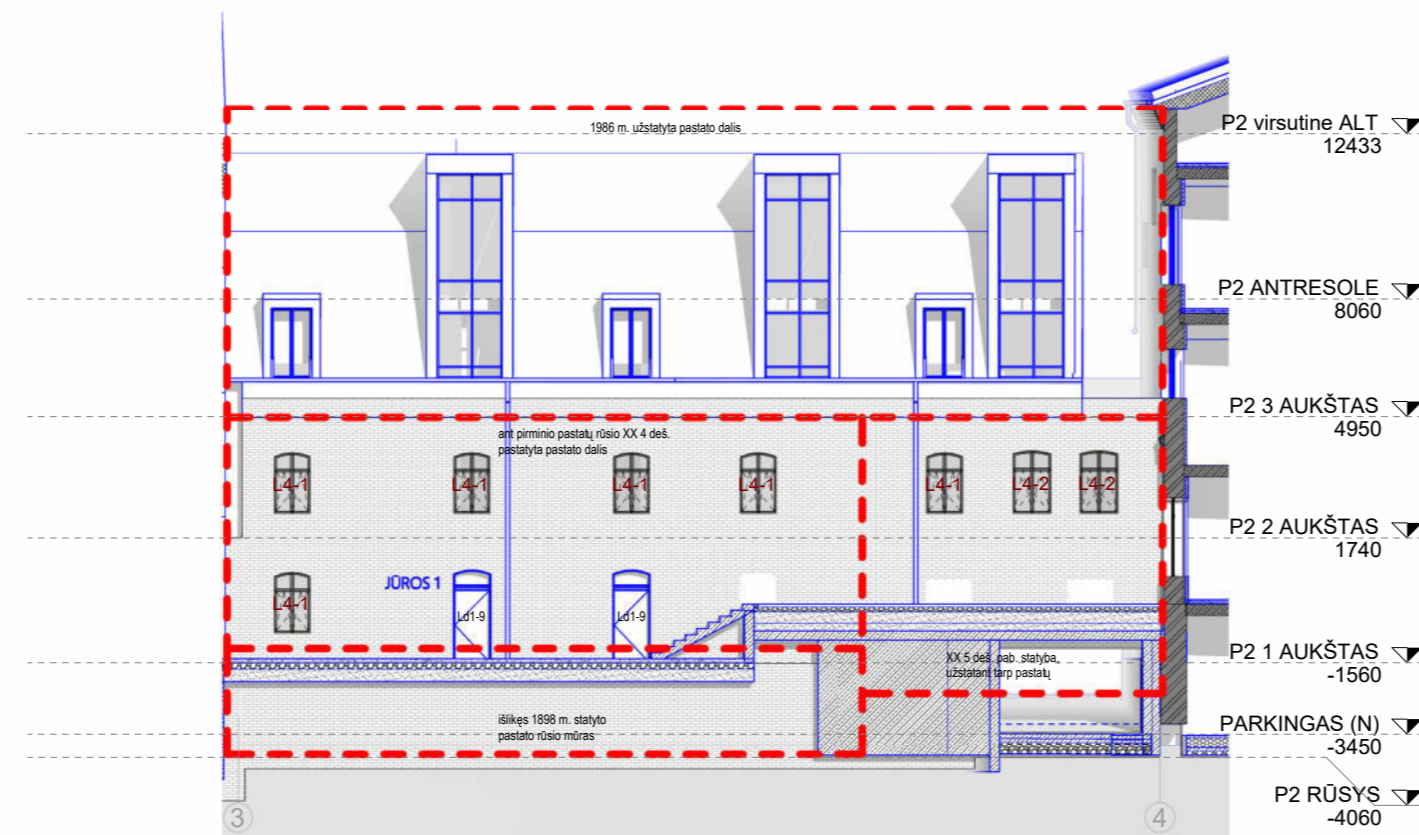 1986 m. užstatyta pastato dalis
P2 virsutine ALT
12433
P2 ANTRESOLE
8060
P2 3 AUKŠTAS
4950
ant pirminio pastatų rūsio XX 4 deš.
pastatyta pastato dalis
L4-1 L4-1 L4-1 L4-1 L4-1 L4-2 L4-2
P2 2 AUKŠTAS
1740
JŪROS 1
L4-1 Ld1-9 Ld1-9
XX 5 deš. pab. statyba,
užstatant tarp pastatų
P2 1 AUKŠTAS
-1560
išlikęs 1898 m. statyto
pastato rūsio mūras
PARKINGAS (N)
-3450
P2 RŪSYS
-4060
3 4